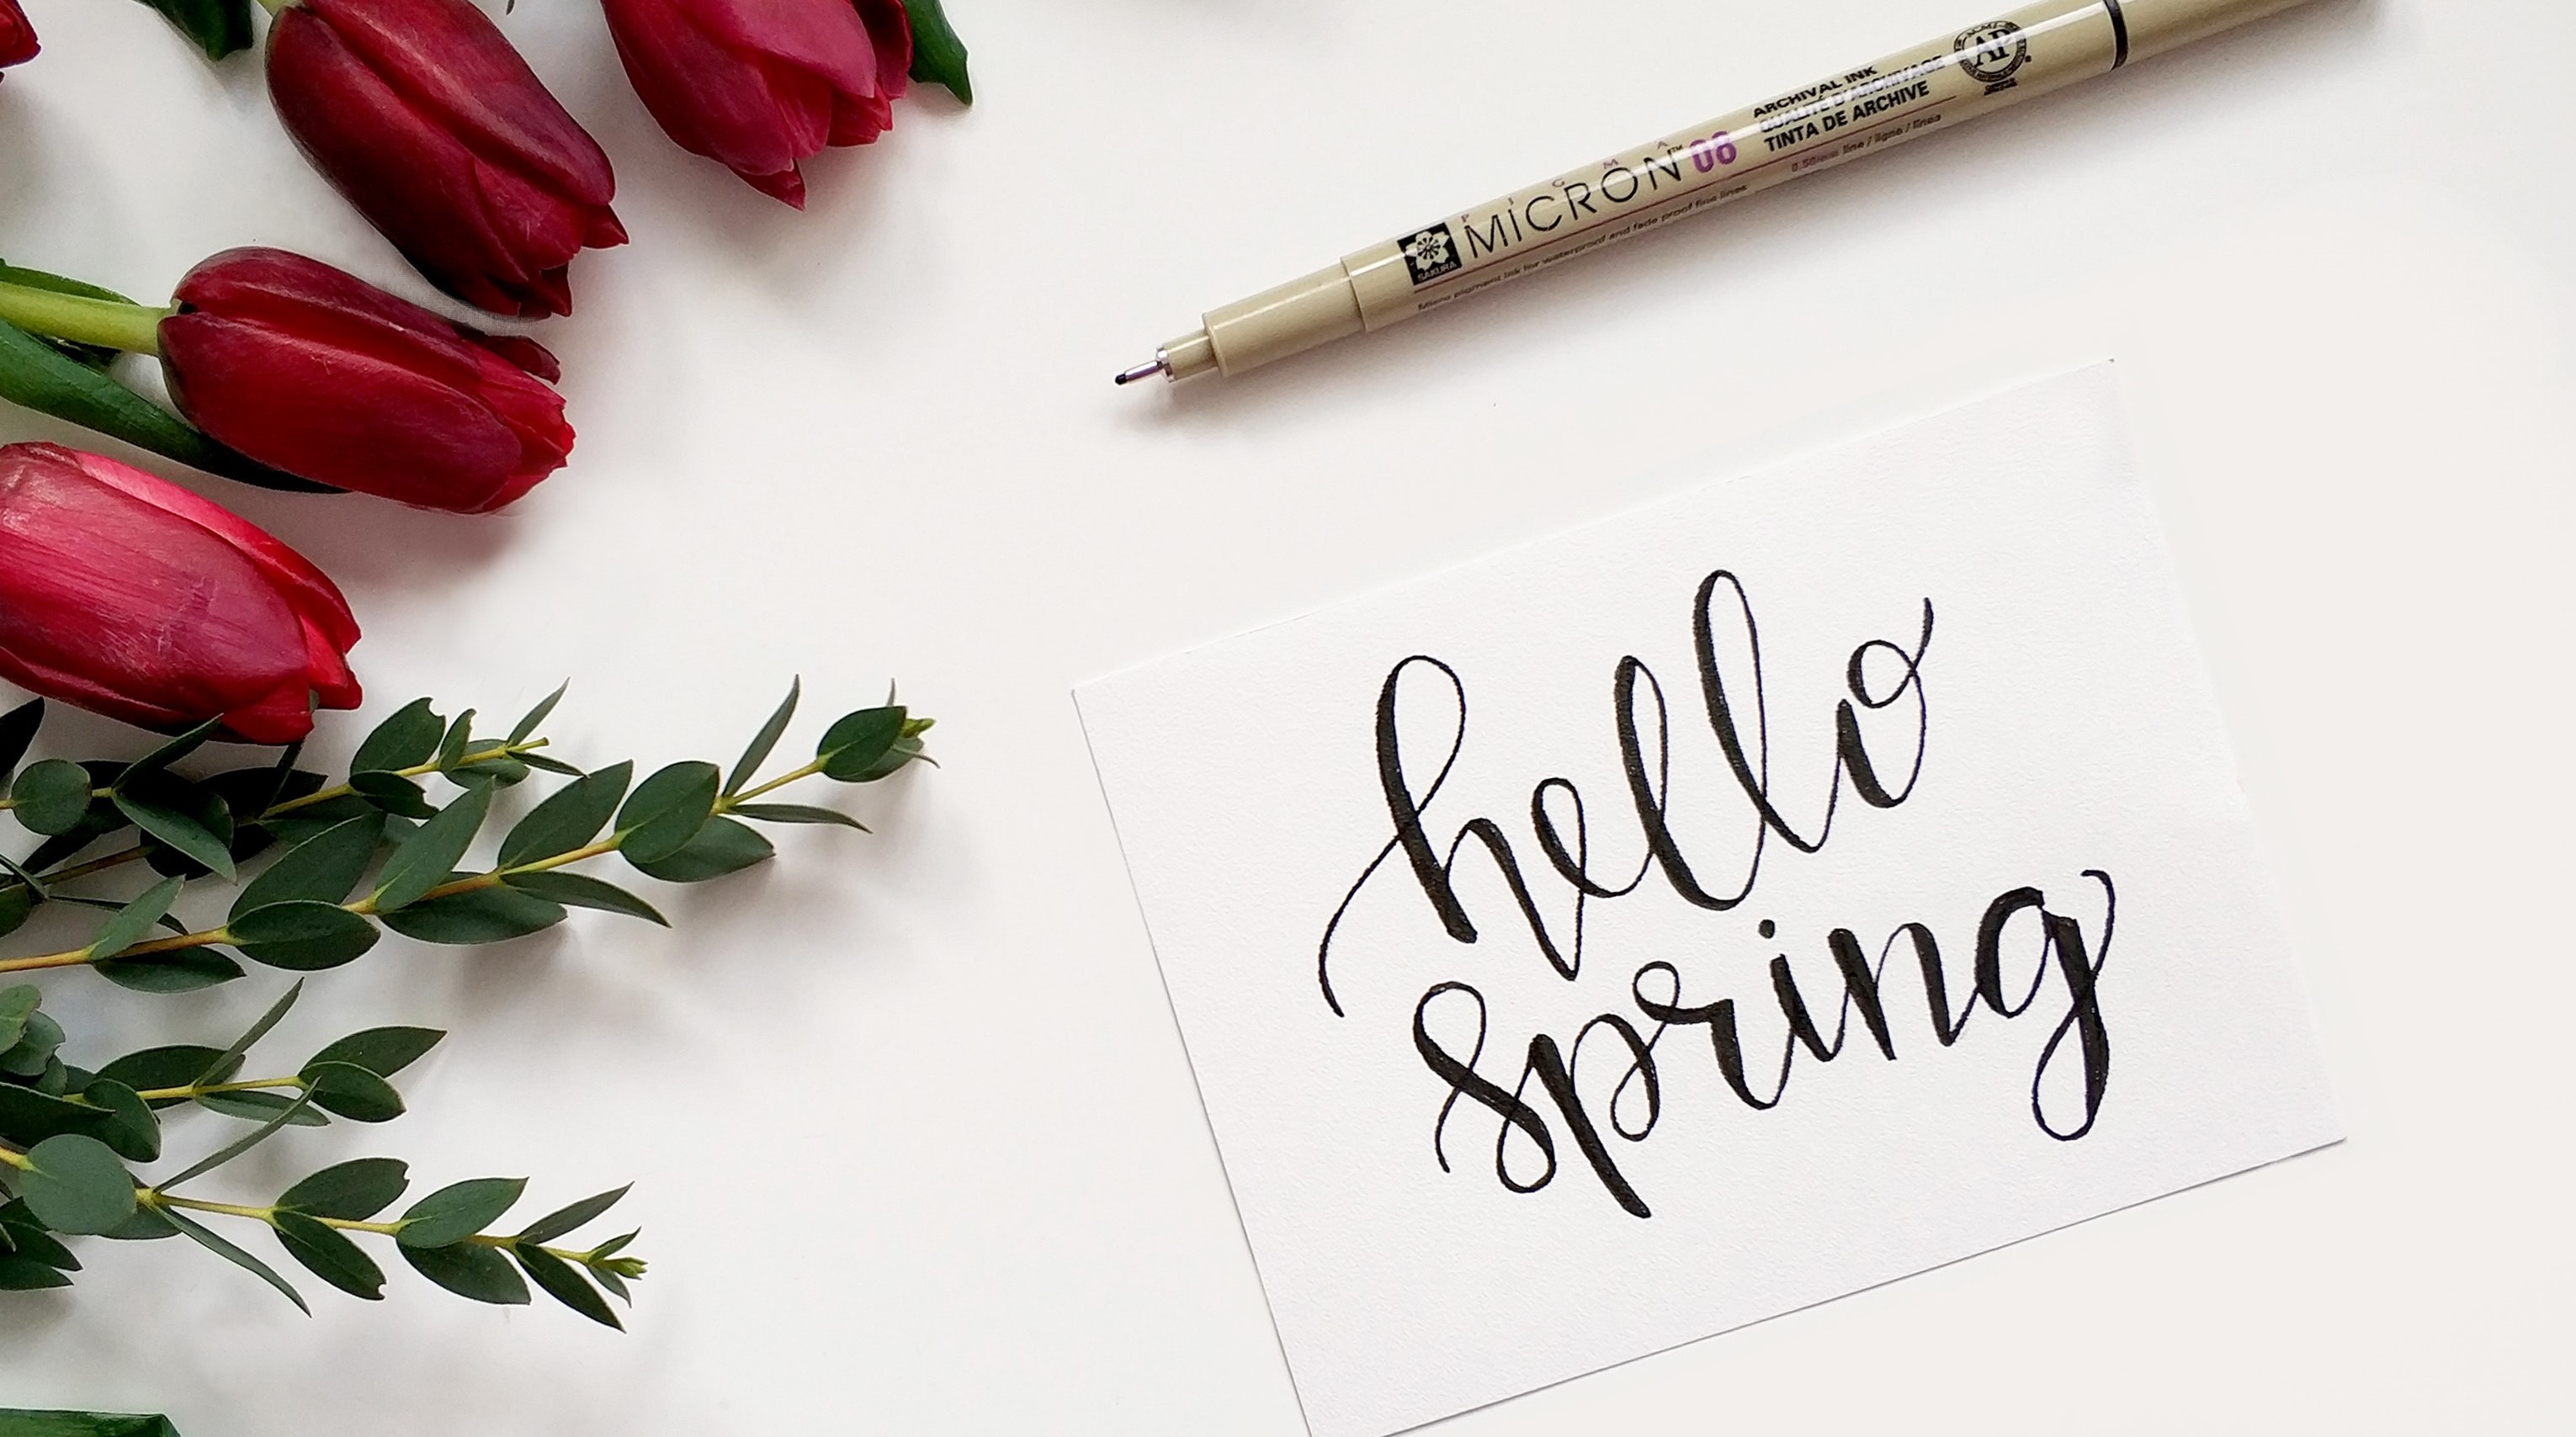 PIGMA
MICRON™ 08
ARCHIVAL INK
QUALITÉ D'ARCHIVAGE
TINTA DE ARCHIVE
AP
SAKURA
Micro pigment ink for waterproof and fade proof fine lines
0.50mm line / ligne / línea
hello
spring